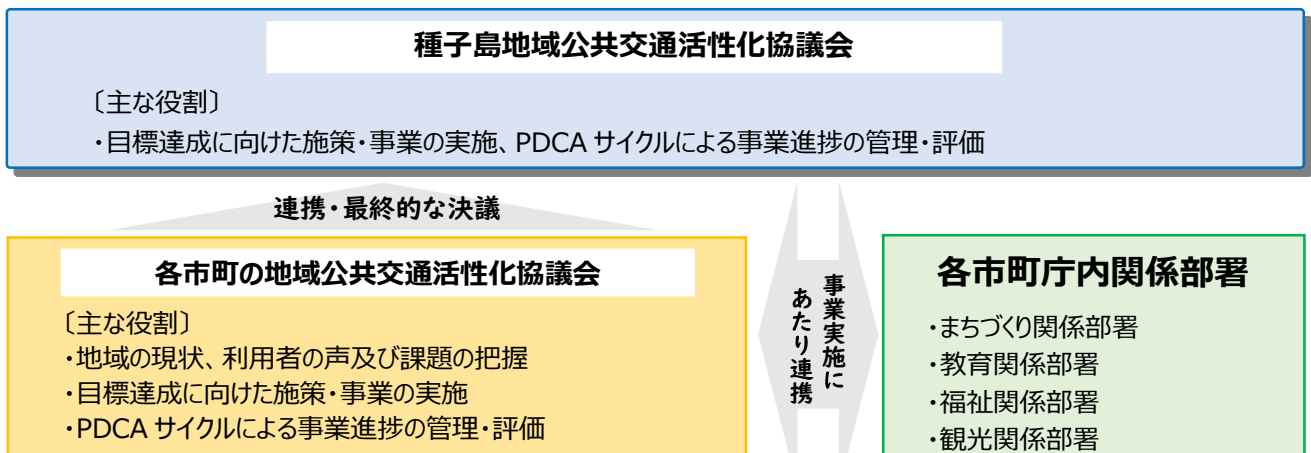 種子島地域公共交通活性化協議会
〔主な役割〕
・目標達成に向けた施策・事業の実施、PDCA サイクルによる事業進捗の管理・評価
連携・最終的な決議
各市町の地域公共交通活性化協議会
〔主な役割〕
・地域の現状、利用者の声及び課題の把握
・目標達成に向けた施策・事業の実施
・PDCA サイクルによる事業進捗の管理・評価
事業実施に
あたり連携
各市町庁内関係部署
・まちづくり関係部署
・教育関係部署
・福祉関係部署
・観光関係部署